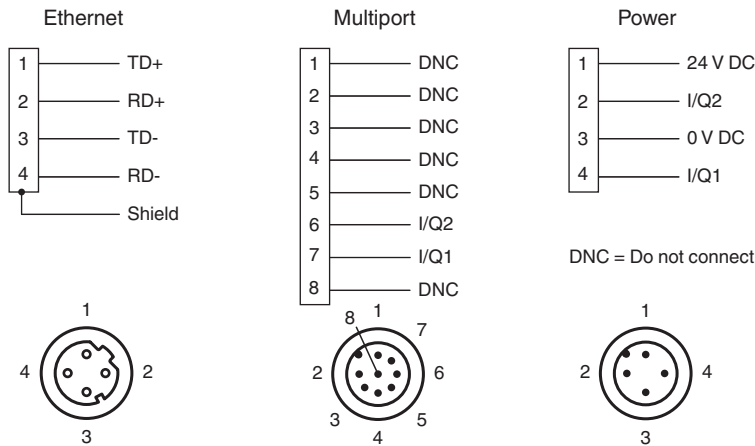 Ethernet
1 TD+
2 RD+
3 TD-
4 RD-
Shield
Multiport
1 DNC
2 DNC
3 DNC
4 DNC
5 DNC
6 I/Q2
7 I/Q1
8 DNC
Power
1 24 V DC
2 I/Q2
3 0 V DC
4 I/Q1
DNC = Do not connect
1
4 2
3
8 1 7
2 6
3 4 5
1
2 4
3